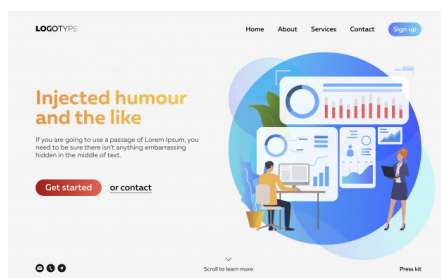 LOGOTYPE
Home About Services Contact Sign up
Injected humour
and the like
If you are going to use a passage of Lorem Ipsum, you
need to be sure there isn't anything embarrassing
hidden in the middle of text.
Get started or contact
Scroll to learn more
Press kit